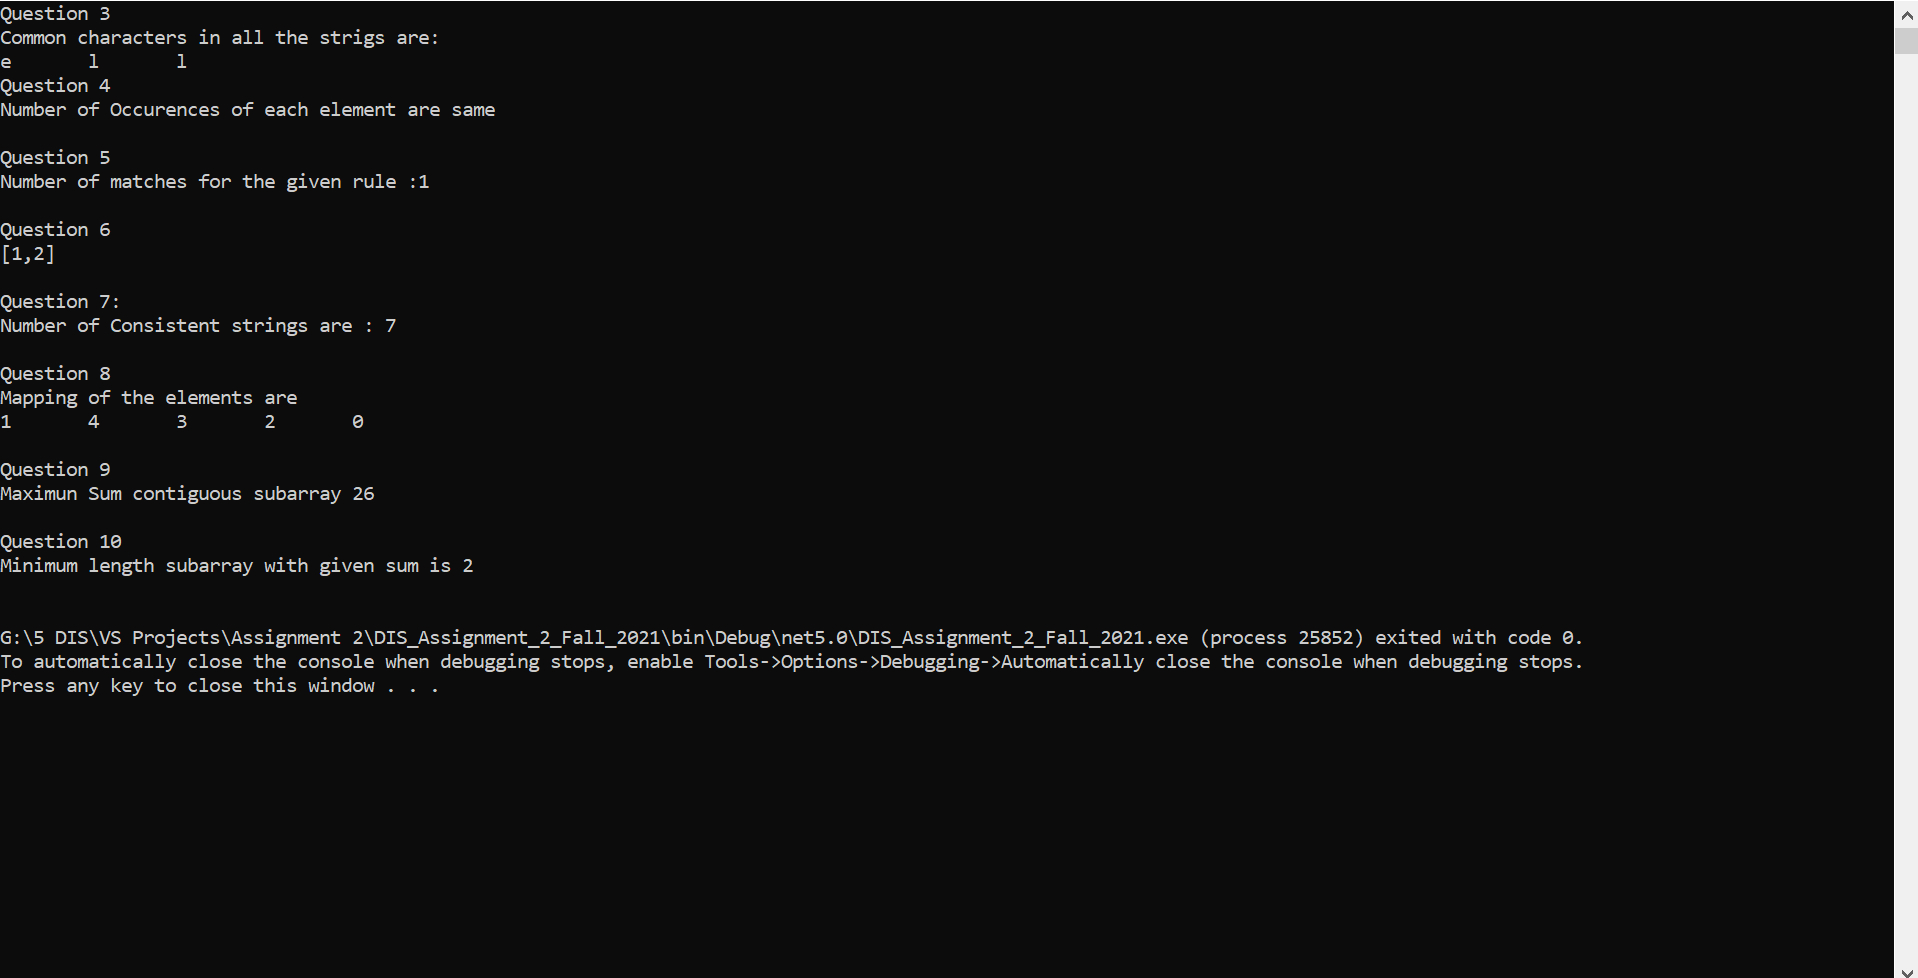 Question 3
Common characters in all the strigs are:
e       l       l
Question 4
Number of Occurences of each element are same
Question 5
Number of matches for the given rule :1
Question 6
[1,2]
Question 7:
Number of Consistent strings are : 7
Question 8
Mapping of the elements are
1       4       3       2       0
Question 9
Maximun Sum contiguous subarray 26
Question 10
Minimum length subarray with given sum is 2
G:\5 DIS\VS Projects\Assignment 2\DIS_Assignment_2_Fall_2021\bin\Debug\net5.0\DIS_Assignment_2_Fall_2021.exe (process 25852) exited with code 0.
To automatically close the console when debugging stops, enable Tools->Options->Debugging->Automatically close the console when debugging stops.
Press any key to close this window . . .